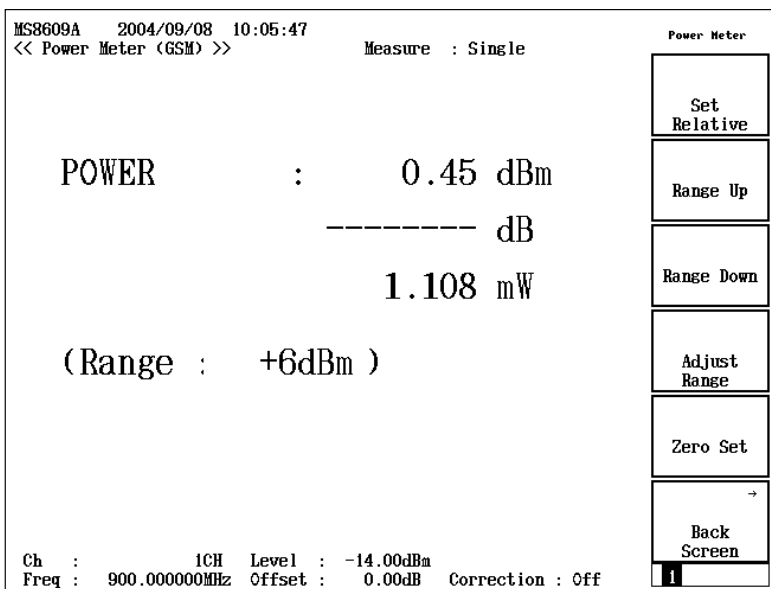 MS8609A 2004/09/08 10:05:47
<< Power Meter (GSM) >> Measure : Single
POWER : 0.45 dBm
-------- dB
1.108 mW
(Range : +6dBm )
Ch : 1CH Level : -14.00dBm
Freq : 900.000000MHz Offset : 0.00dB Correction : Off
Power Meter
Set
Relative
Range Up
Range Down
Adjust
Range
Zero Set
→
Back
Screen
1